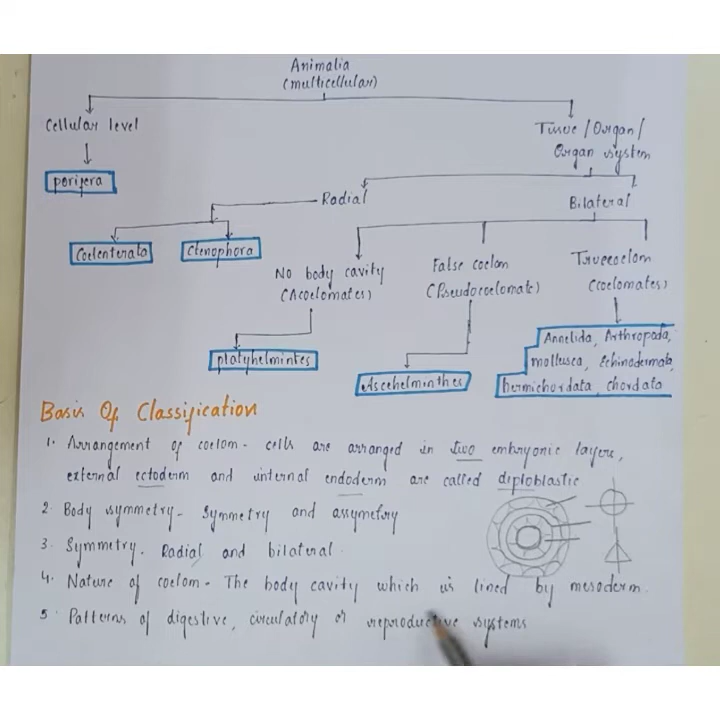 Animalia
(multicellular)
Cellular level
Tissue/Organ/
Organ system
porifera
Radial
Bilateral
Coelenterata
Ctenophora
No body cavity
(Acoelomates)
False coelom
(Pseudocoelomate)
True coelom
(coelomates)
platyhelmintes
Ascehelminthes
Annelida, Arthropoda,
mollusca, Echinodermata,
hermichordata, chordata
Basis Of Classification
1. Arrangement of coelom - cells are arranged in two embryonic layers,
external ectoderm and internal endoderm are called diploblastic
2. Body symmetry - Symmetry and assymetry
3. Symmetry. Radial and bilateral.
4. Nature of coelom - The body cavity which is lined by mesoderm.
5. Patterns of digestive, circulatory or reproductive systems